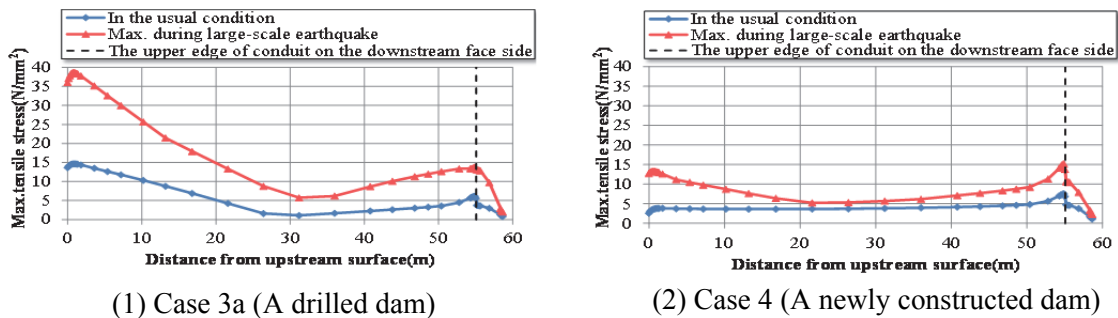 In the usual condition
Max. during large-scale earthquake
The upper edge of conduit on the downstream face side
Max.tensile stress(N/mm²)
40
35
30
25
20
15
10
5
0
0 10 20 30 40 50 60
Distance from upstream surface(m)
(1) Case 3a (A drilled dam)
In the usual condition
Max. during large-scale earthquake
The upper edge of conduit on the downstream face side
Max.tensile stress(N/mm²)
40
35
30
25
20
15
10
5
0
0 10 20 30 40 50 60
Distance from upstream surface(m)
(2) Case 4 (A newly constructed dam)